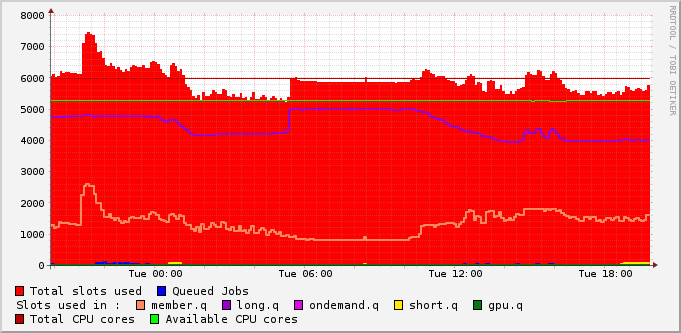 RRDTOOL / TOBI OETIKER
8000
7000
6000
5000
4000
3000
2000
1000
0
Tue 00:00 Tue 06:00 Tue 12:00 Tue 18:00
Total slots used Queued Jobs
Slots used in : member.q long.q ondemand.q short.q gpu.q
Total CPU cores Available CPU cores